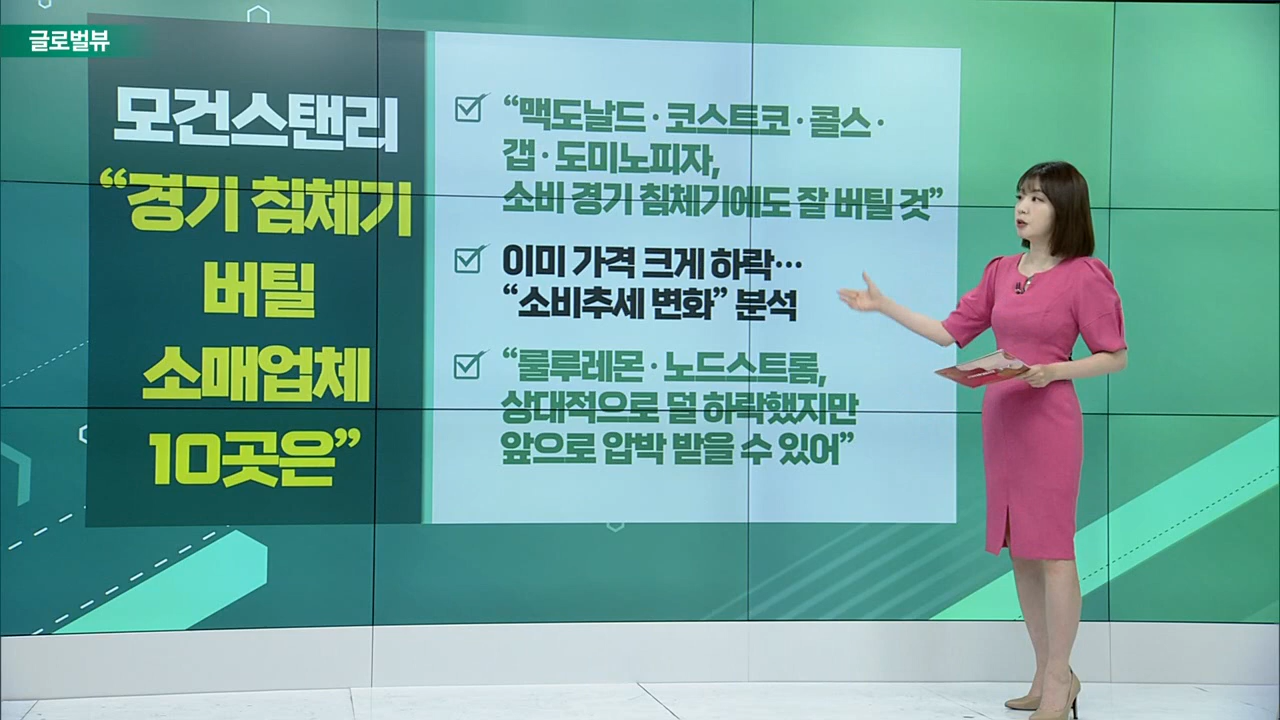 글로벌뷰
모건스탠리
“경기 침체기
버틸
소매업체
10곳은”
“맥도날드·코스트코·콜스·
갭·도미노피자,
소비 경기 침체기에도 잘 버틸 것”
이미 가격 크게 하락…
“소비추세 변화” 분석
“룰루레몬·노드스트롬,
상대적으로 덜 하락했지만
앞으로 압박 받을 수 있어”